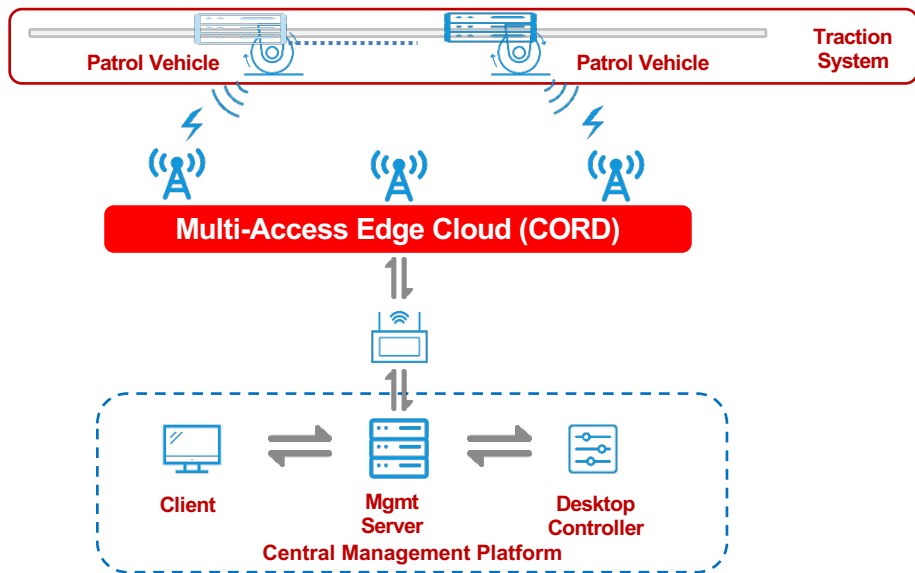 Traction
System
Patrol Vehicle
Patrol Vehicle
Multi-Access Edge Cloud (CORD)
Client
Mgmt
Server
Desktop
Controller
Central Management Platform